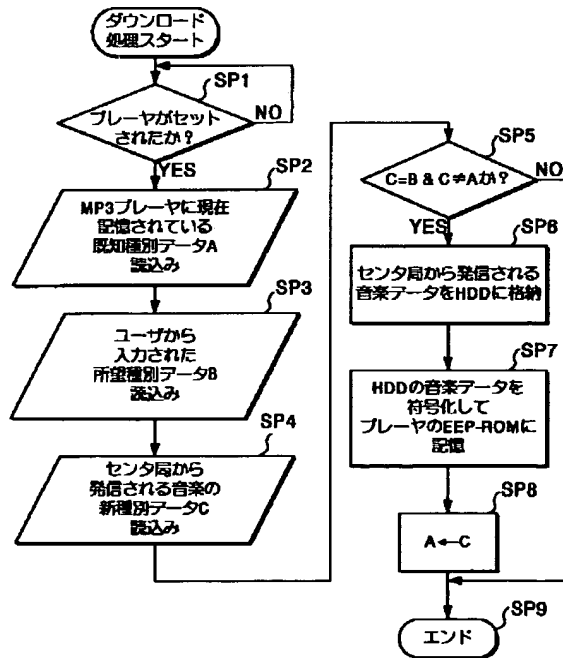 ダウンロード
処理スタート
SP1
プレーヤがセット
されたか?
NO
YES
SP2
MP3プレーヤに現在
記憶されている
既知種別データA
読込み
SP3
ユーザから
入力された
所望種別データB
読込み
SP4
センタ局から
発信される音楽の
新種別データC
読込み
SP5
C=B & C≠Aか?
NO
YES
SP6
センタ局から発信される
音楽データをHDDに格納
SP7
HDDの音楽データを
符号化して
プレーヤのEEP-ROMに
記憶
SP8
A←C
SP9
エンド